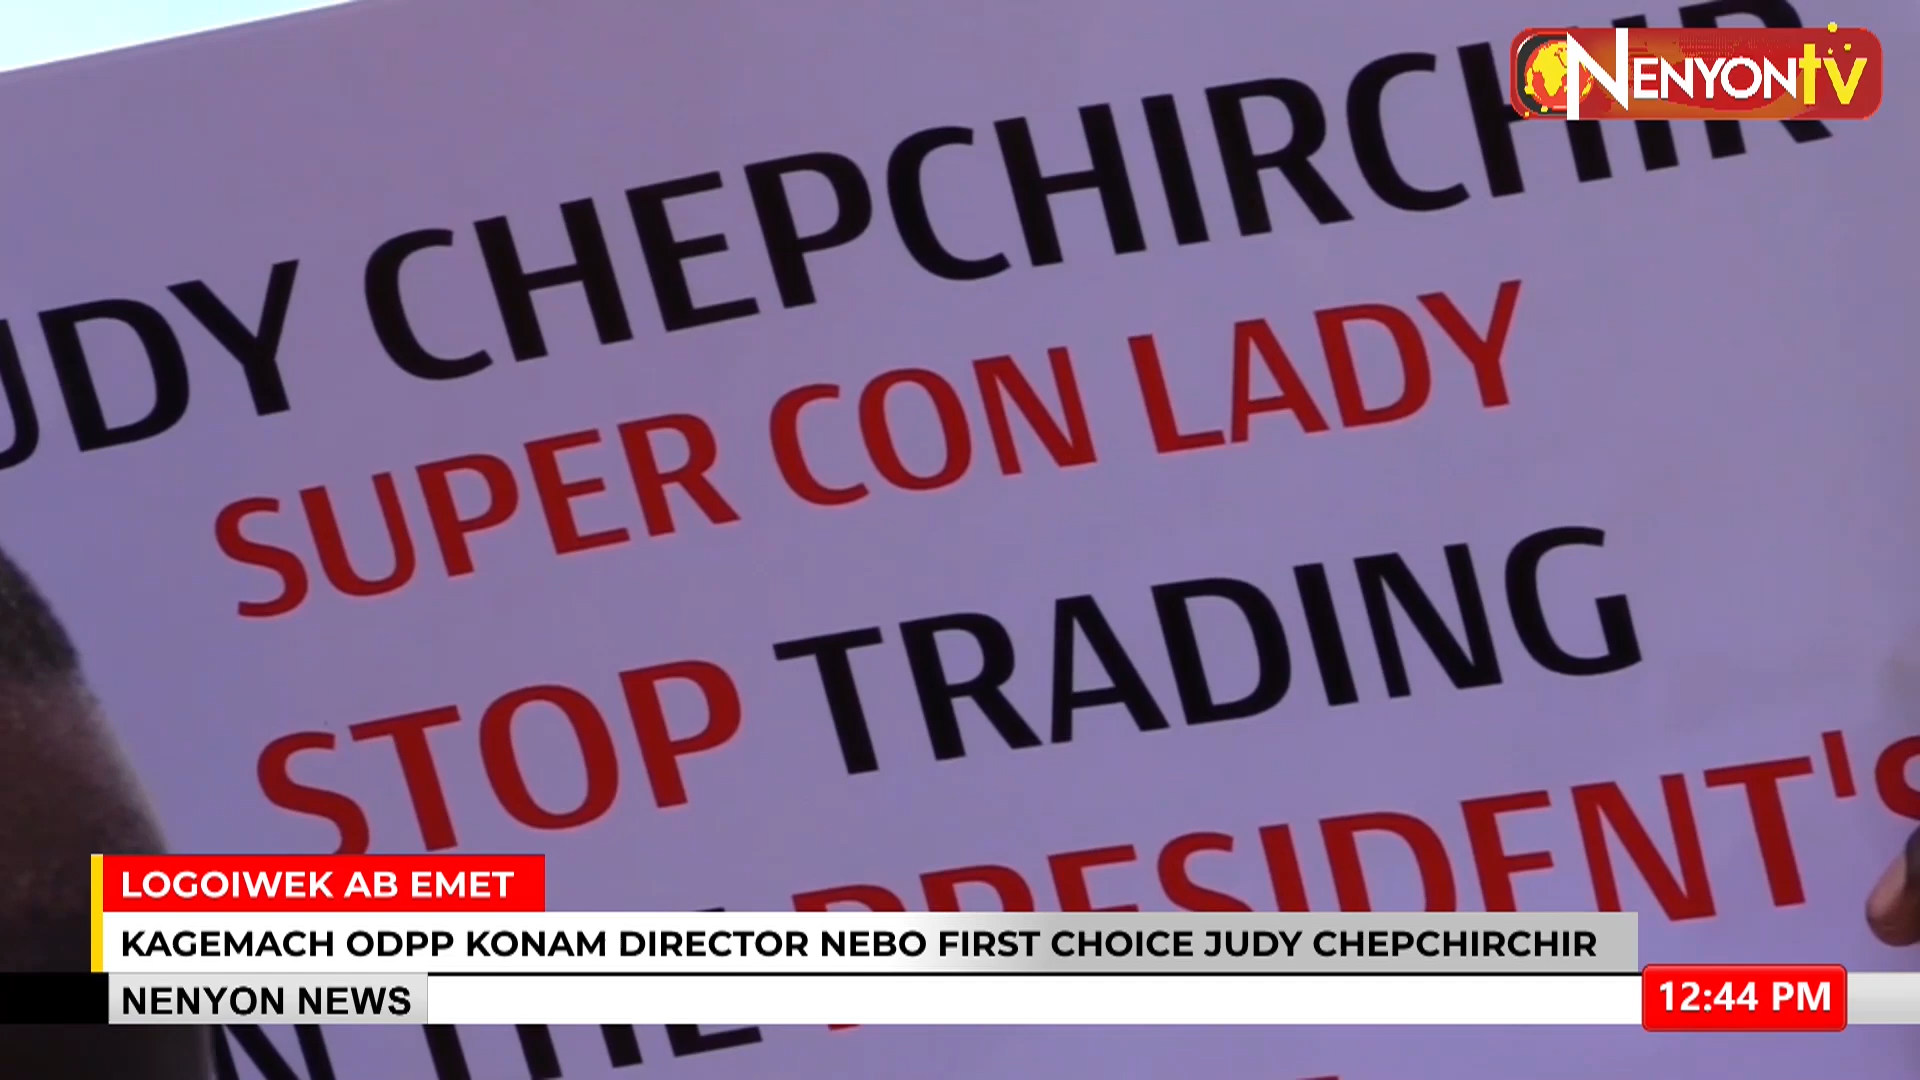 NENYONtv
JUDY CHEPCHIRCHIR
SUPER CON LADY
STOP TRADING
THE PRESIDENT'S
LOGOIWEK AB EMET
KAGEMACH ODPP KONAM DIRECTOR NEBO FIRST CHOICE JUDY CHEPCHIRCHIR
NENYON NEWS
12:44 PM